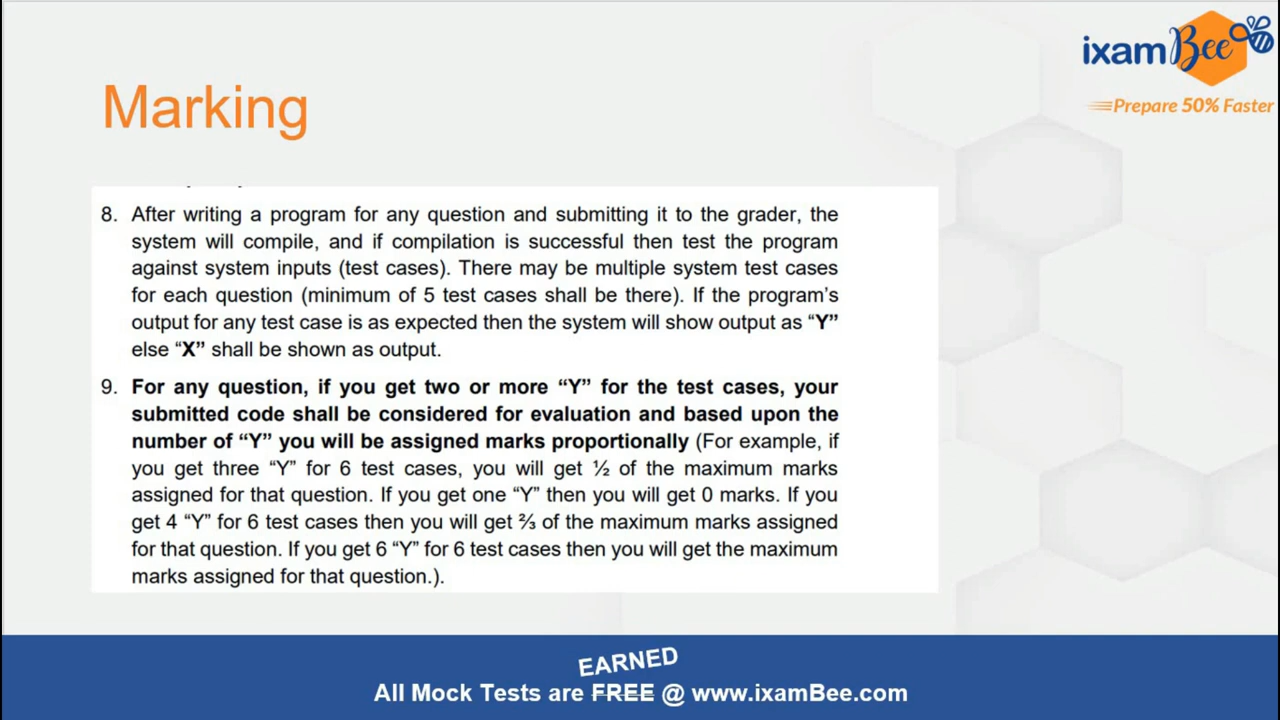 ixamBee
Prepare 50% Faster
Marking
8. After writing a program for any question and submitting it to the grader, the
system will compile, and if compilation is successful then test the program
against system inputs (test cases). There may be multiple system test cases
for each question (minimum of 5 test cases shall be there). If the program's
output for any test case is as expected then the system will show output as “Y”
else “X” shall be shown as output.
9. For any question, if you get two or more “Y” for the test cases, your
submitted code shall be considered for evaluation and based upon the
number of “Y” you will be assigned marks proportionally (For example, if
you get three “Y” for 6 test cases, you will get ½ of the maximum marks
assigned for that question. If you get one “Y” then you will get 0 marks. If you
get 4 “Y” for 6 test cases then you will get ⅔ of the maximum marks assigned
for that question. If you get 6 “Y” for 6 test cases then you will get the maximum
marks assigned for that question.).
EARNED
All Mock Tests are FREE @ www.ixamBee.com